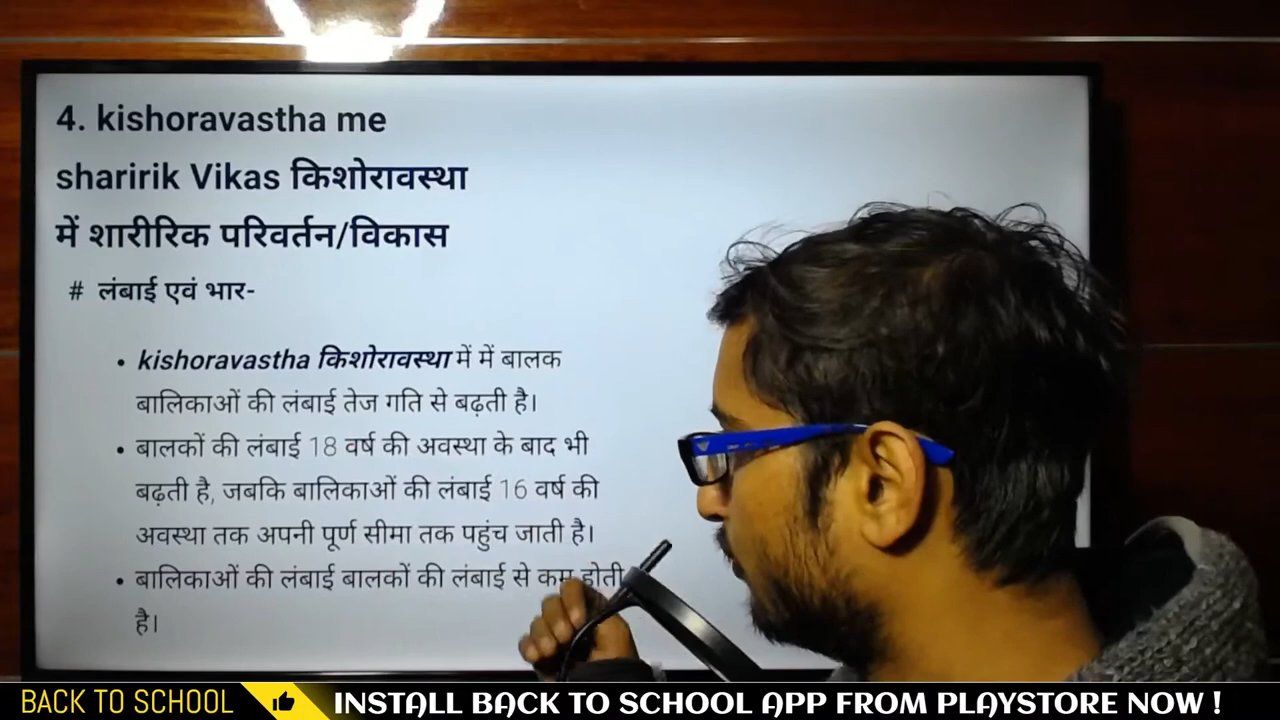 4. kishoravastha me
sharirik Vikas किशोरावस्था
में शारीरिक परिवर्तन/विकास
# लंबाई एवं भार-
• kishoravastha किशोरावस्था में में बालक
बालिकाओं की लंबाई तेज गति से बढ़ती है।
• बालकों की लंबाई 18 वर्ष की अवस्था के बाद भी
बढ़ती है, जबकि बालिकाओं की लंबाई 16 वर्ष की
अवस्था तक अपनी पूर्ण सीमा तक पहुंच जाती है।
• बालिकाओं की लंबाई बालकों की लंबाई से कम होती
है।
BACK TO SCHOOL INSTALL BACK TO SCHOOL APP FROM PLAYSTORE NOW !